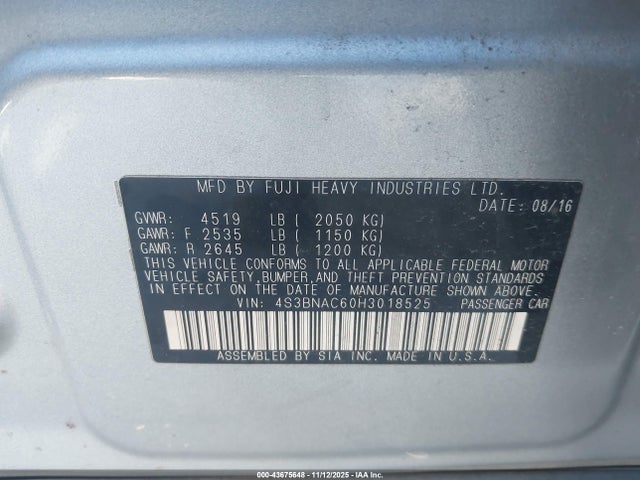 MFD BY FUJI HEAVY INDUSTRIES LTD.
DATE: 08/16
GVWR: 4519 LB ( 2050 KG)
GAWR: F 2535 LB ( 1150 KG)
GAWR: R 2645 LB ( 1200 KG)
THIS VEHICLE CONFORMS TO ALL APPLICABLE FEDERAL MOTOR
VEHICLE SAFETY,BUMPER,AND THEFT PREVENTION STANDARDS
IN EFFECT ON THE DATE OF MANUFACTURE SHOWN ABOVE.
VIN: 4S3BNAC60H3018525 PASSENGER CAR
ASSEMBLED BY SIA INC. MADE IN U.S.A.
000-43675648 - 11/12/2025 - IAA Inc.